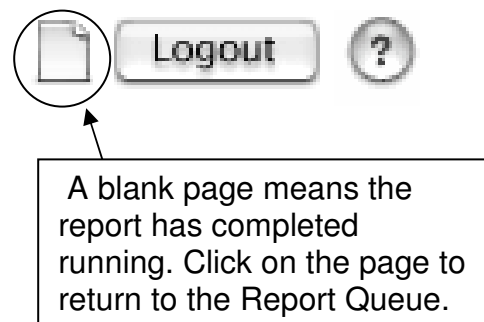 Logout ?
A blank page means the
report has completed
running. Click on the page to
return to the Report Queue.